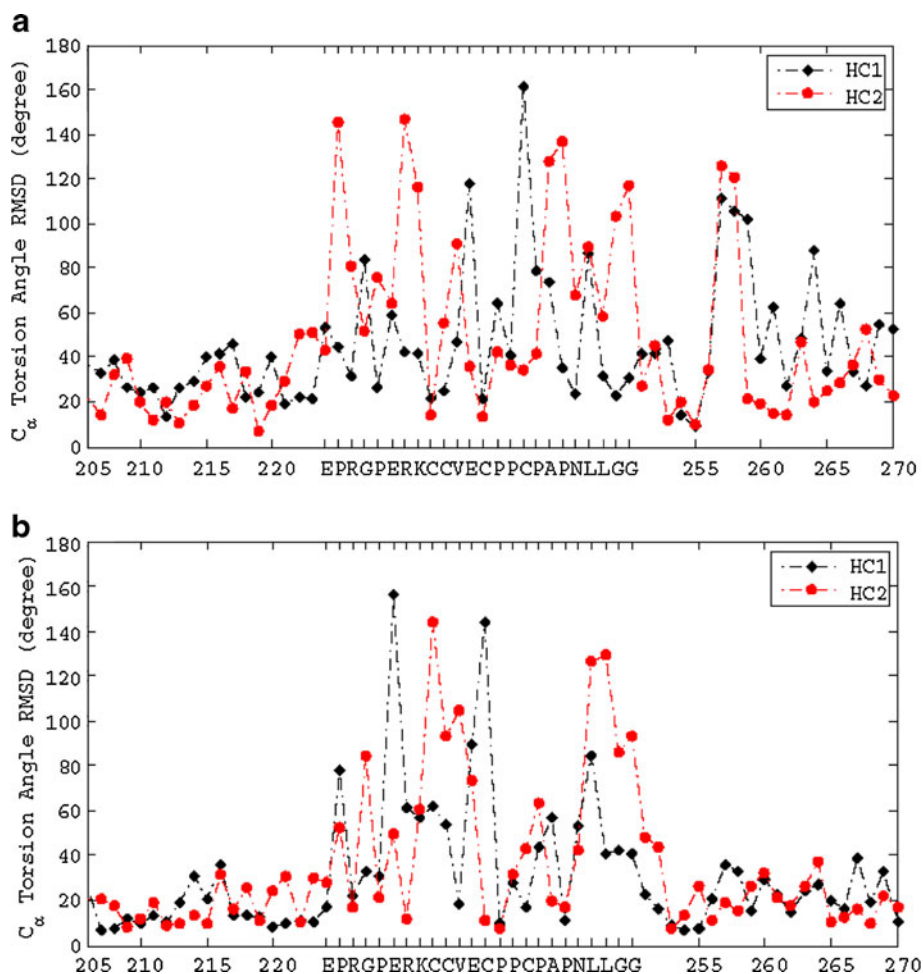 a
180
160
140
120
100
80
60
40
20
0
Cα Torsion Angle RMSD (degree)
HC1
HC2
205 210 215 220 EPRGPERKCCVECPPCPAPNLLGG 255 260 265 270
b
180
160
140
120
100
80
60
40
20
0
Cα Torsion Angle RMSD (degree)
HC1
HC2
205 210 215 220 EPRGPERKCCVECPPCPAPNLLGG 255 260 265 270